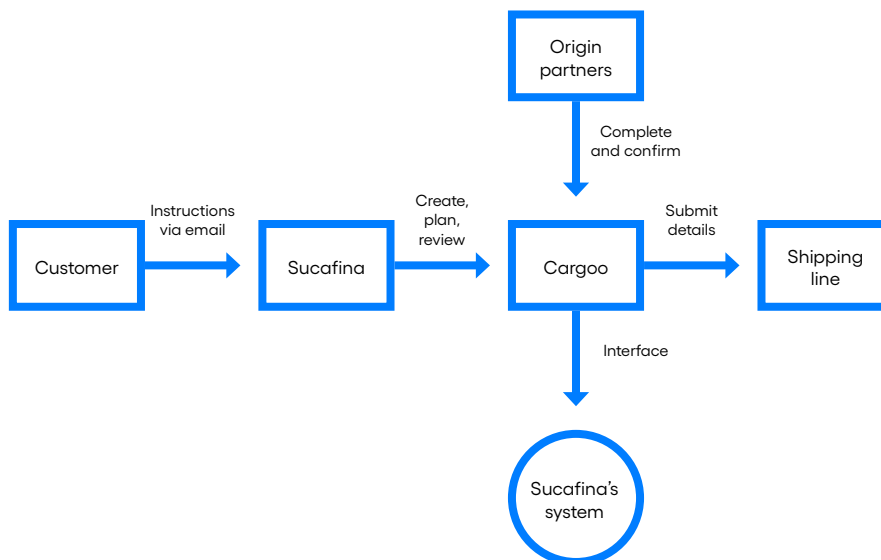 Origin
partners
Complete
and confirm
Instructions
via email
Create,
plan,
review
Submit
details
Customer
Sucafina
Cargoo
Shipping
line
Interface
Sucafina’s
system